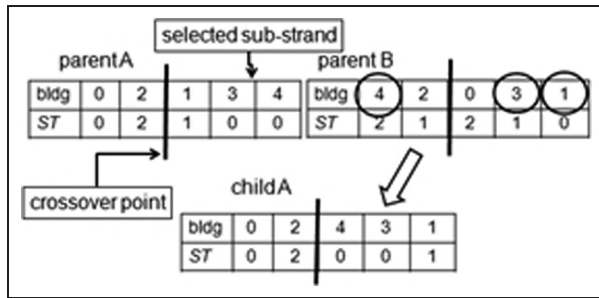 selected sub-strand
parent A
parent B
bldg 0 2 1 3 4
ST 0 2 1 0 0
bldg 4 2 0 3 1
ST 2 1 2 1 0
crossover point
child A
bldg 0 2 4 3 1
ST 0 2 0 0 1